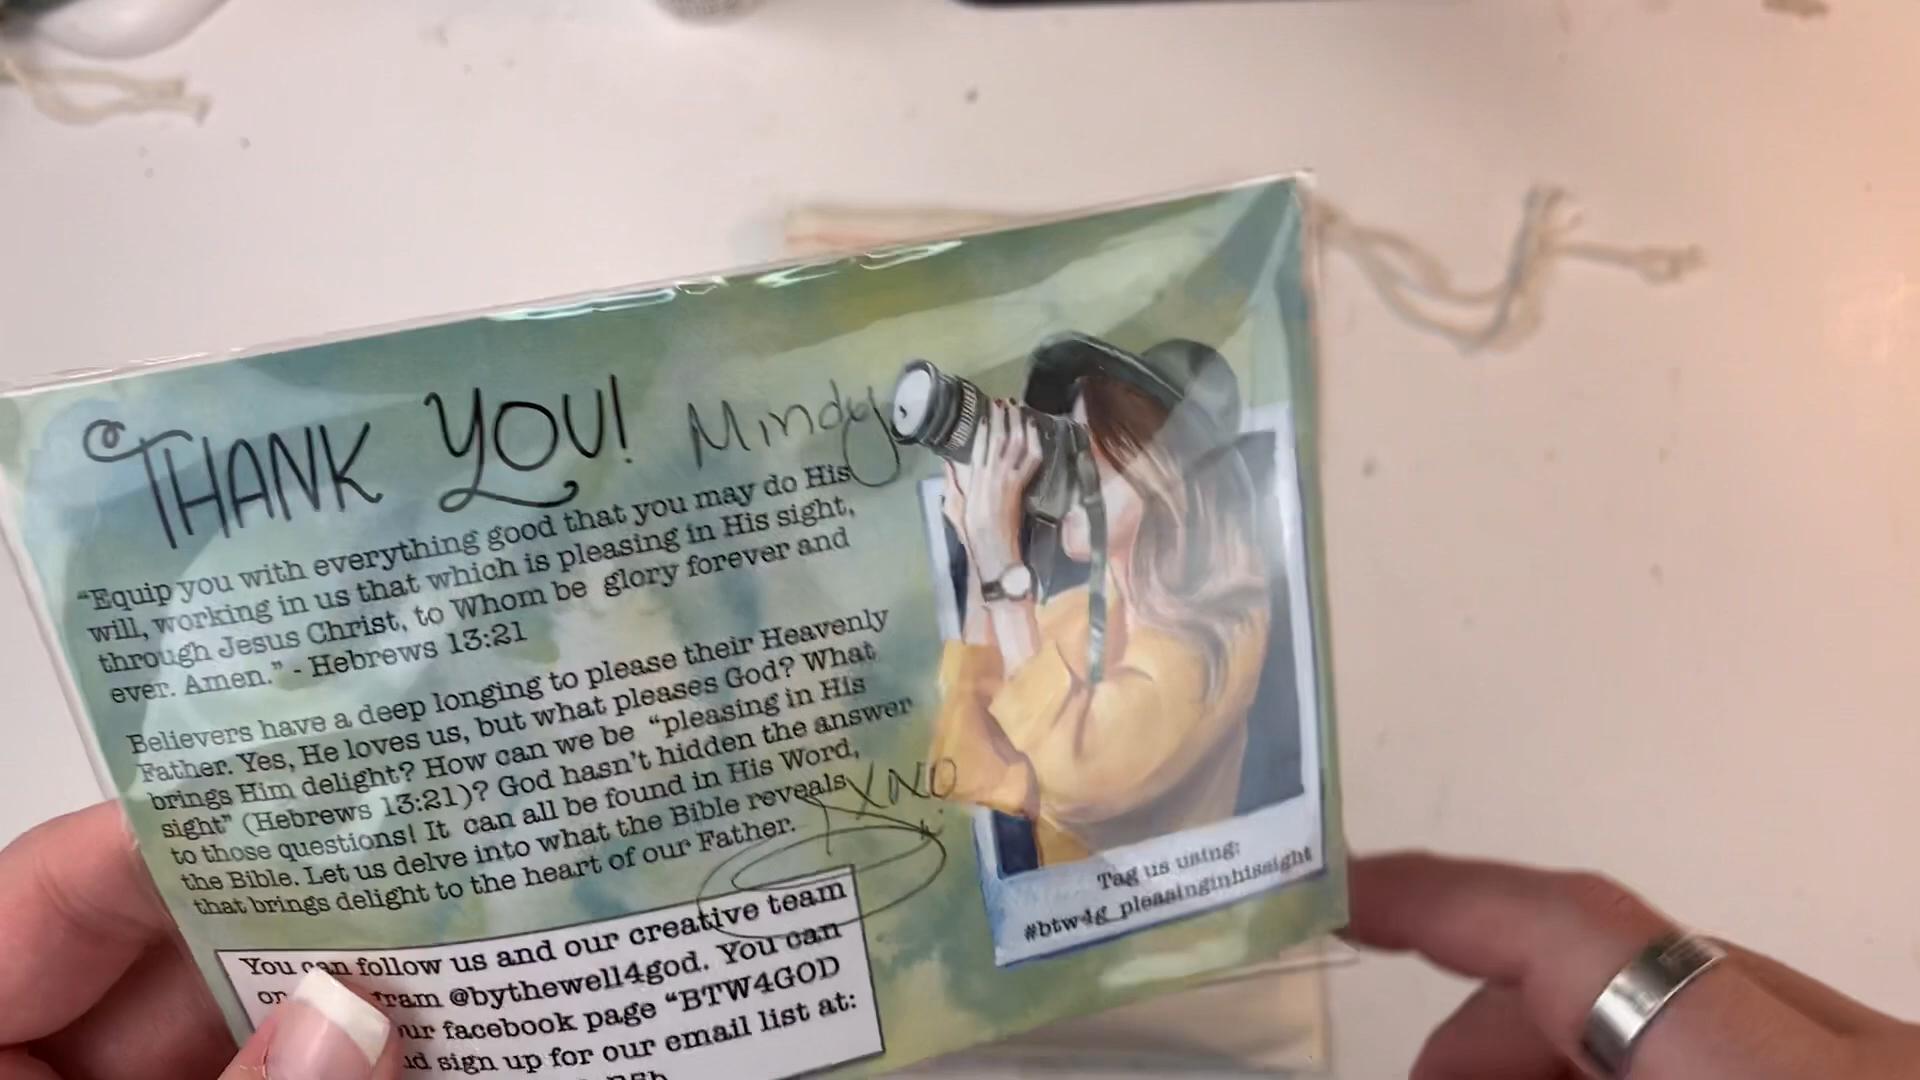 THANK YOU! Mindy
“Equip you with everything good that you may do His
will, working in us that which is pleasing in His sight,
through Jesus Christ, to Whom be glory forever and
ever. Amen.” - Hebrews 13:21
Believers have a deep longing to please their Heavenly
Father. Yes, He loves us, but what pleases God? What
brings Him delight? How can we be “pleasing in His
sight” (Hebrews 13:21)? God hasn’t hidden the answer
to those questions! It can all be found in His Word,
the Bible. Let us delve into what the Bible reveals
that brings delight to the heart of our Father.
You can follow us and our creative team
on @bythewell4god. You can
facebook page “BTW4GOD
sign up for our email list at:
Tag us using:
#btw4g_pleasinginhissight